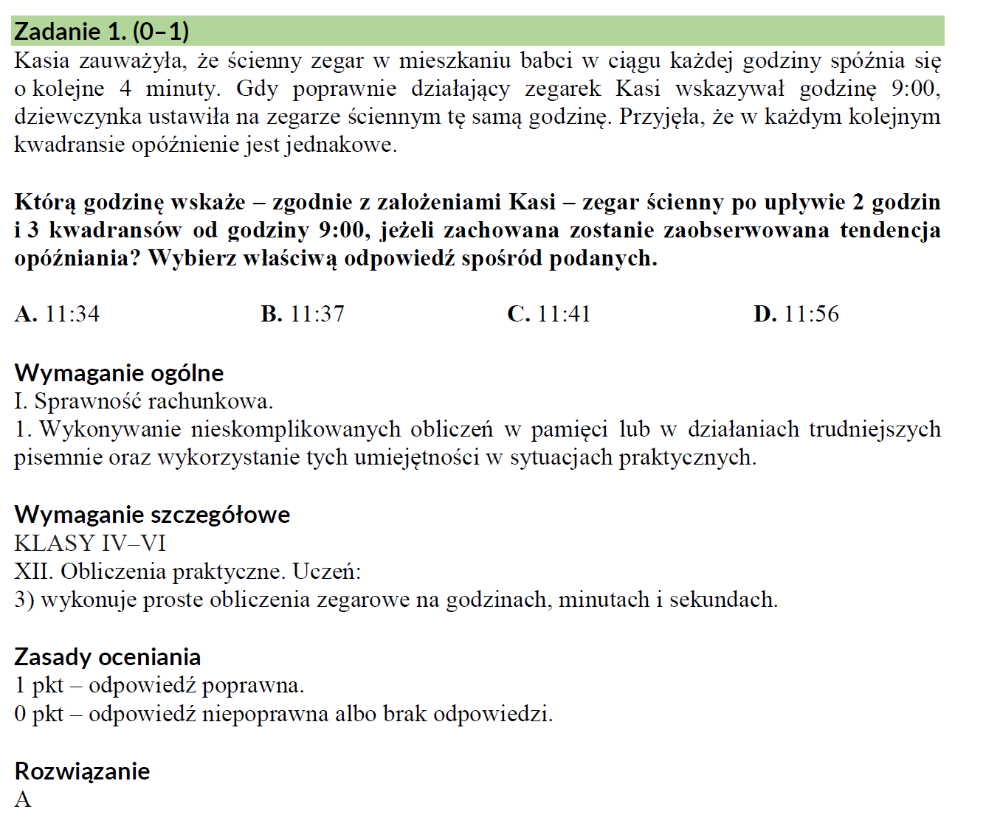 Zadanie 1. (0–1)
Kasia zauważyła, że ścienny zegar w mieszkaniu babci w ciągu każdej godziny spóźnia się
o kolejne 4 minuty. Gdy poprawnie działający zegarek Kasi wskazywał godzinę 9:00,
dziewczynka ustawiła na zegarze ściennym tę samą godzinę. Przyjęła, że w każdym kolejnym
kwadransie opóźnienie jest jednakowe.
Którą godzinę wskaże – zgodnie z założeniami Kasi – zegar ścienny po upływie 2 godzin
i 3 kwadransów od godziny 9:00, jeżeli zachowana zostanie zaobserwowana tendencja
opóźniania? Wybierz właściwą odpowiedź spośród podanych.
A. 11:34 B. 11:37 C. 11:41 D. 11:56
Wymaganie ogólne
I. Sprawność rachunkowa.
1. Wykonywanie nieskomplikowanych obliczeń w pamięci lub w działaniach trudniejszych
pisemnie oraz wykorzystanie tych umiejętności w sytuacjach praktycznych.
Wymaganie szczegółowe
KLASY IV–VI
XII. Obliczenia praktyczne. Uczeń:
3) wykonuje proste obliczenia zegarowe na godzinach, minutach i sekundach.
Zasady oceniania
1 pkt – odpowiedź poprawna.
0 pkt – odpowiedź niepoprawna albo brak odpowiedzi.
Rozwiązanie
A